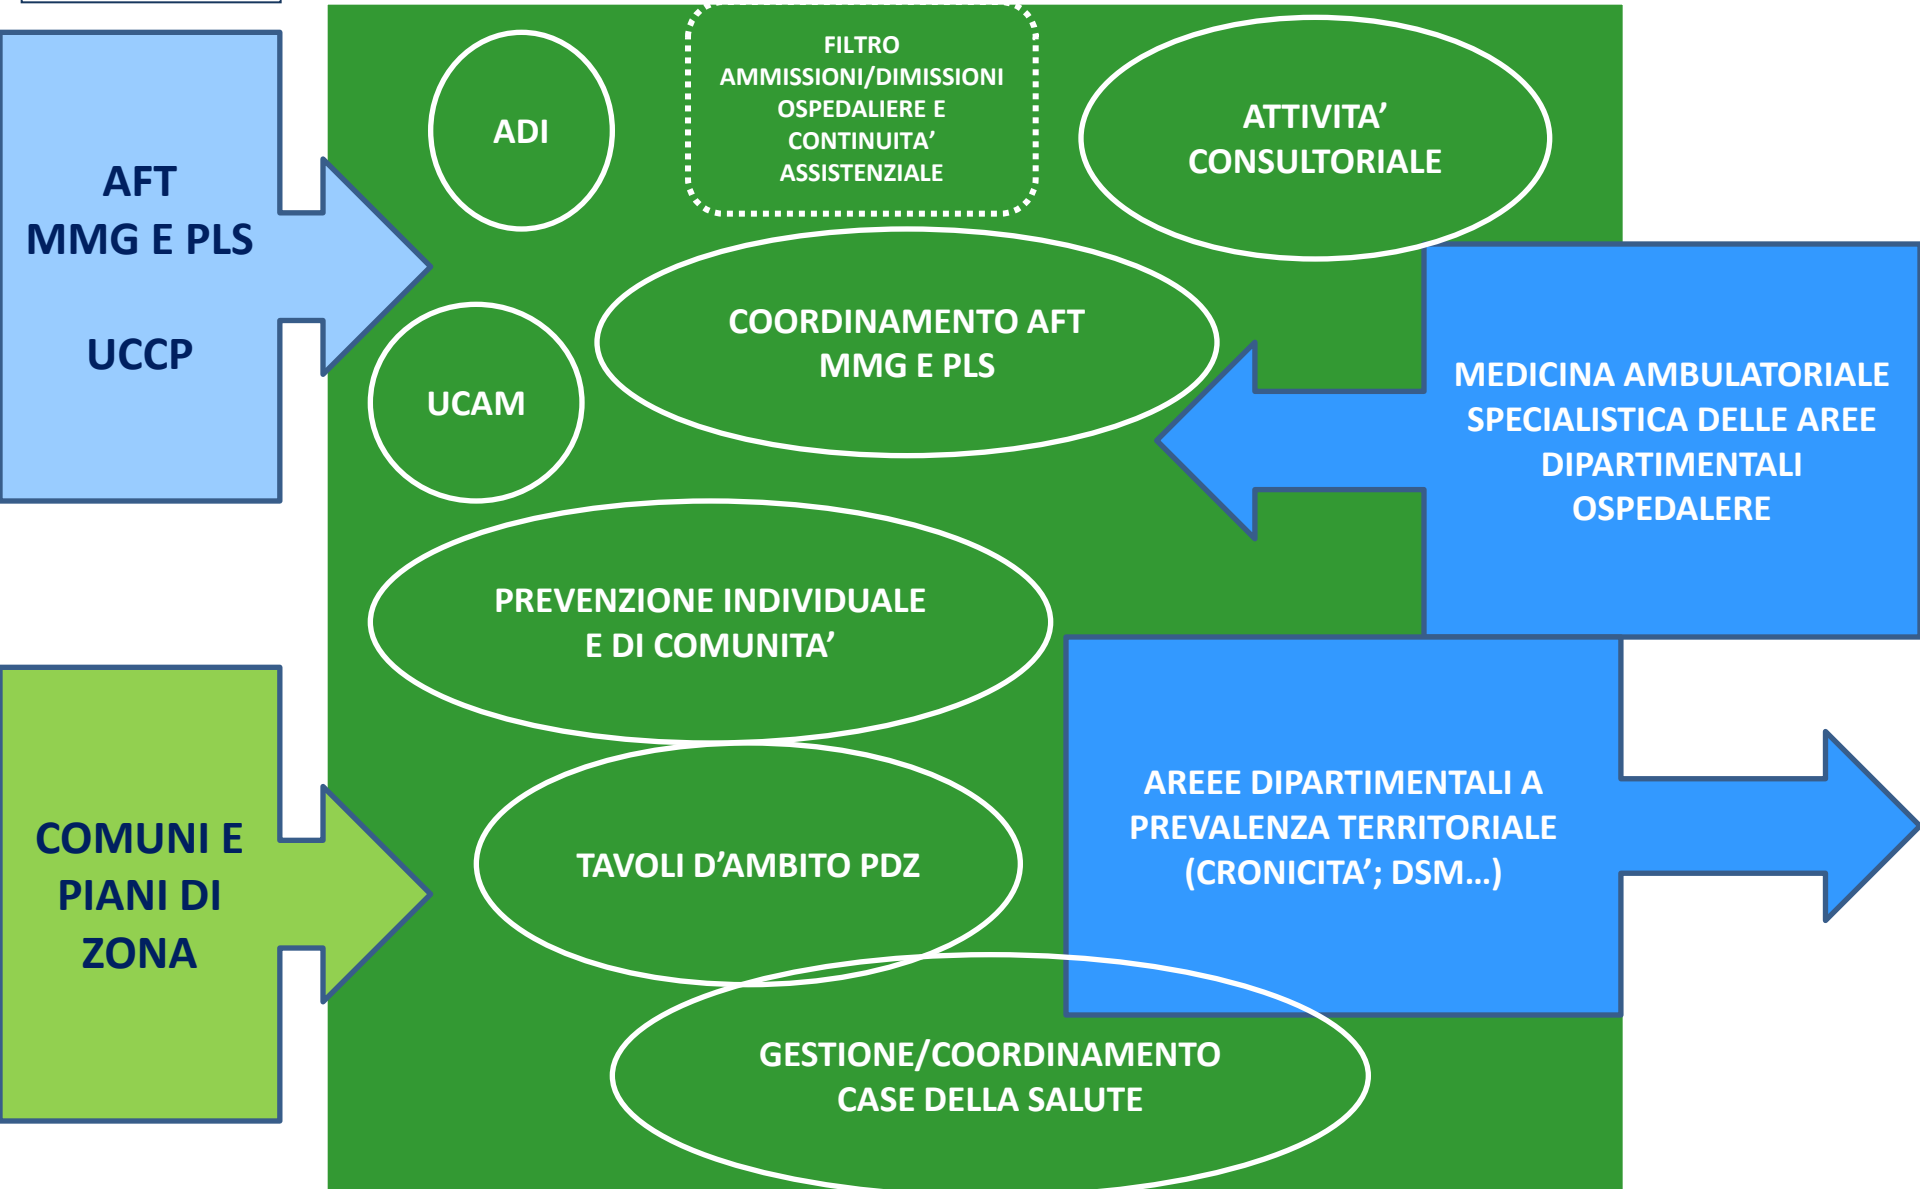 AFT
MMG E PLS
UCCP
ADI
FILTRO
AMMISSIONI/DIMISSIONI
OSPEDALIERE E
CONTINUITA’
ASSISTENZIALE
ATTIVITA’
CONSULTORIALE
COORDINAMENTO AFT
MMG E PLS
UCAM
MEDICINA AMBULATORIALE
SPECIALISTICA DELLE AREE
DIPARTIMENTALI
OSPEDALERE
PREVENZIONE INDIVIDUALE
E DI COMUNITA’
COMUNI E
PIANI DI
ZONA
TAVOLI D’AMBITO PDZ
AREEE DIPARTIMENTALI A
PREVALENZA TERRITORIALE
(CRONICITA’; DSM...)
GESTIONE/COORDINAMENTO
CASE DELLA SALUTE